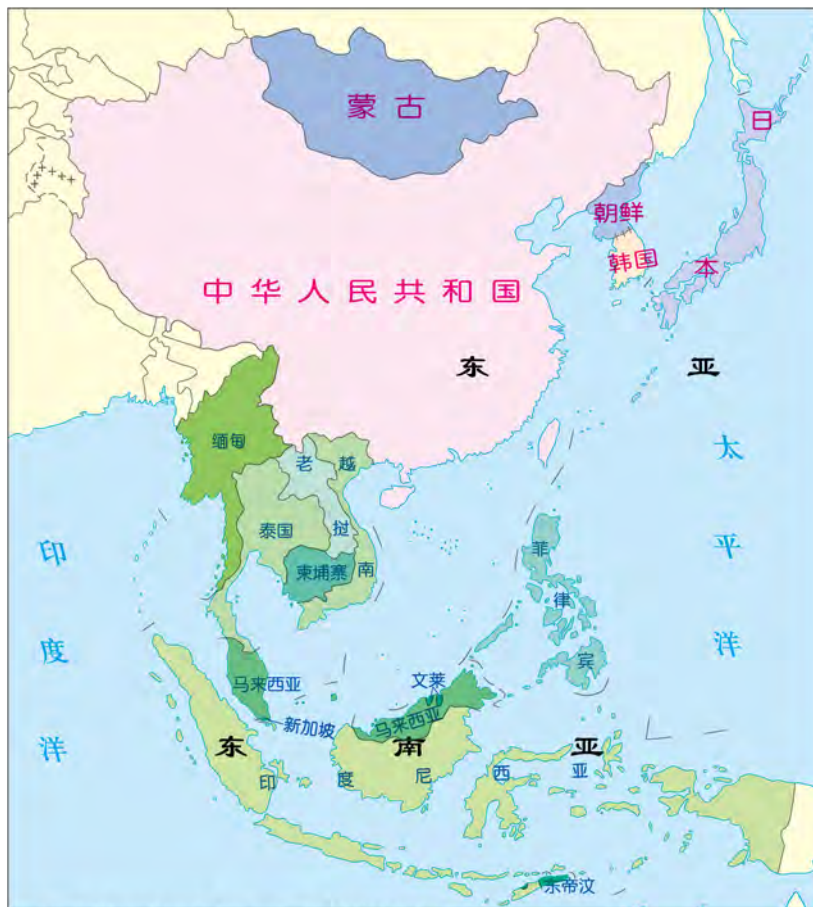 蒙古
日本
朝鲜
韩国
中华人民共和国
东亚
太平洋
印度洋
缅甸
老挝
越南
泰国
柬埔寨
菲律宾
文莱
马来西亚
马来西亚
新加坡
东南亚
印度尼西亚
东帝汶